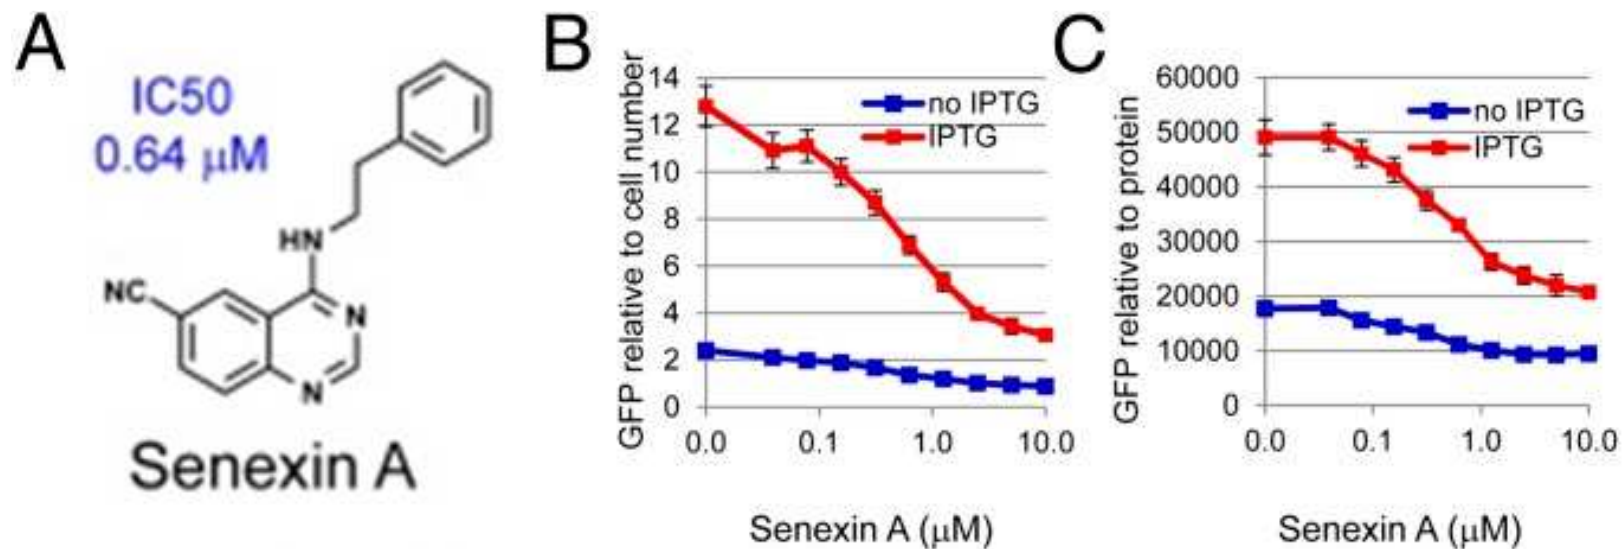 A
IC50
0.64 μM
HN
NC
N
N
Senexin A
B
GFP relative to cell number
14
12
10
8
6
4
2
0
no IPTG
IPTG
0.0
0.1
1.0
10.0
Senexin A (μM)
C
GFP relative to protein
60000
50000
40000
30000
20000
10000
0
no IPTG
IPTG
0.0
0.1
1.0
10.0
Senexin A (μM)